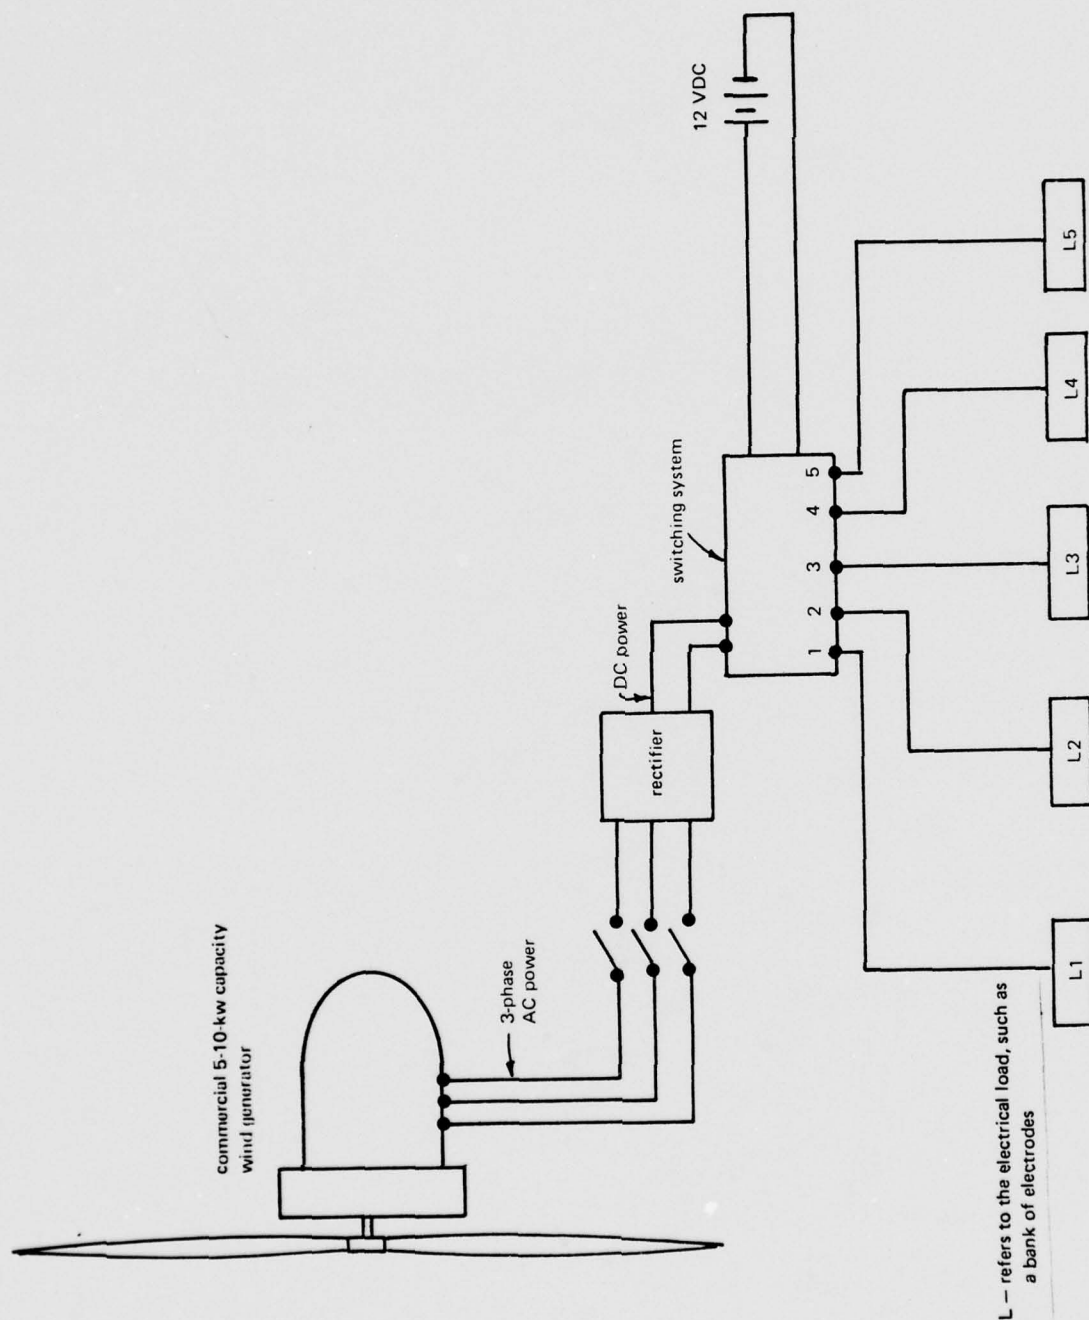 commercial 5-10-kw capacity
wind generator
3-phase
AC power
rectifier
DC power
switching system
12 VDC
1
2
3
4
5
L1
L2
L3
L4
L5
L – refers to the electrical load, such as
a bank of electrodes